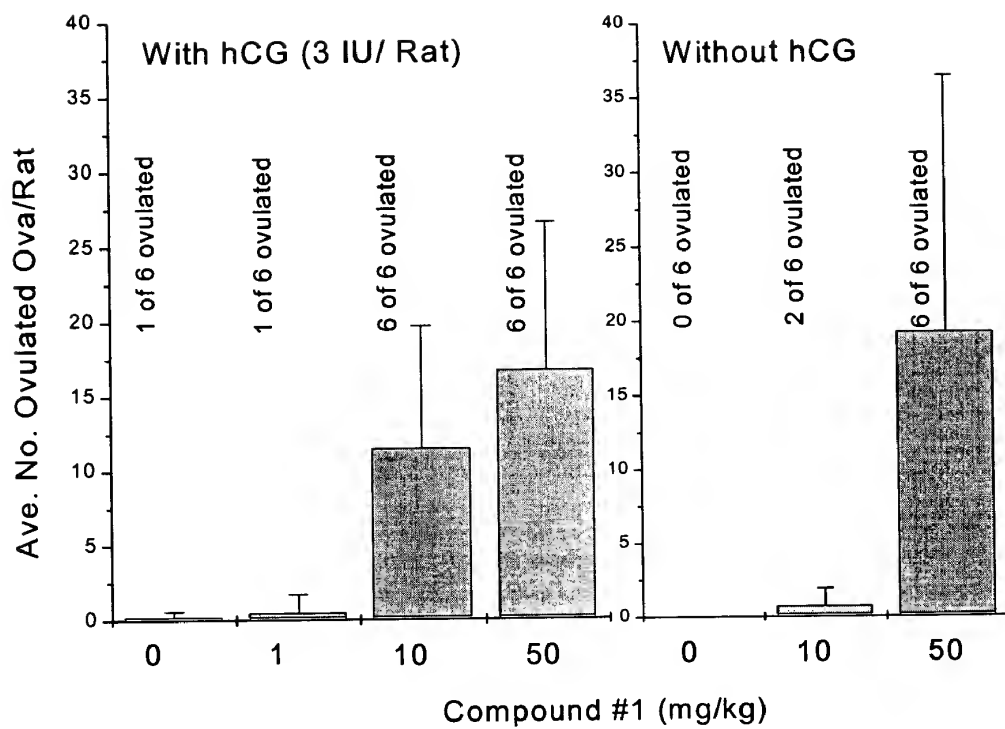 Ave. No. Ovulated Ova/Rat
With hCG (3 IU/ Rat)
40
35
30
25
20
15
10
5
0
1 of 6 ovulated
1 of 6 ovulated
6 of 6 ovulated
6 of 6 ovulated
0 1 10 50
Without hCG
40
35
30
25
20
15
10
5
0
0 of 6 ovulated
2 of 6 ovulated
6 of 6 ovulated
0 10 50
Compound #1 (mg/kg)